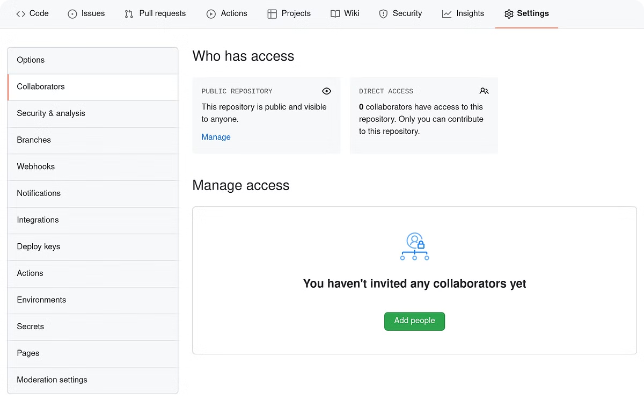 Code Issues Pull requests Actions Projects Wiki Security Insights Settings
Options
Collaborators
Security & analysis
Branches
Webhooks
Notifications
Integrations
Deploy keys
Actions
Environments
Secrets
Pages
Moderation settings
Who has access
PUBLIC REPOSITORY
This repository is public and visible
to anyone.
Manage
DIRECT ACCESS
0 collaborators have access to this
repository. Only you can contribute
to this repository.
Manage access
You haven't invited any collaborators yet
Add people